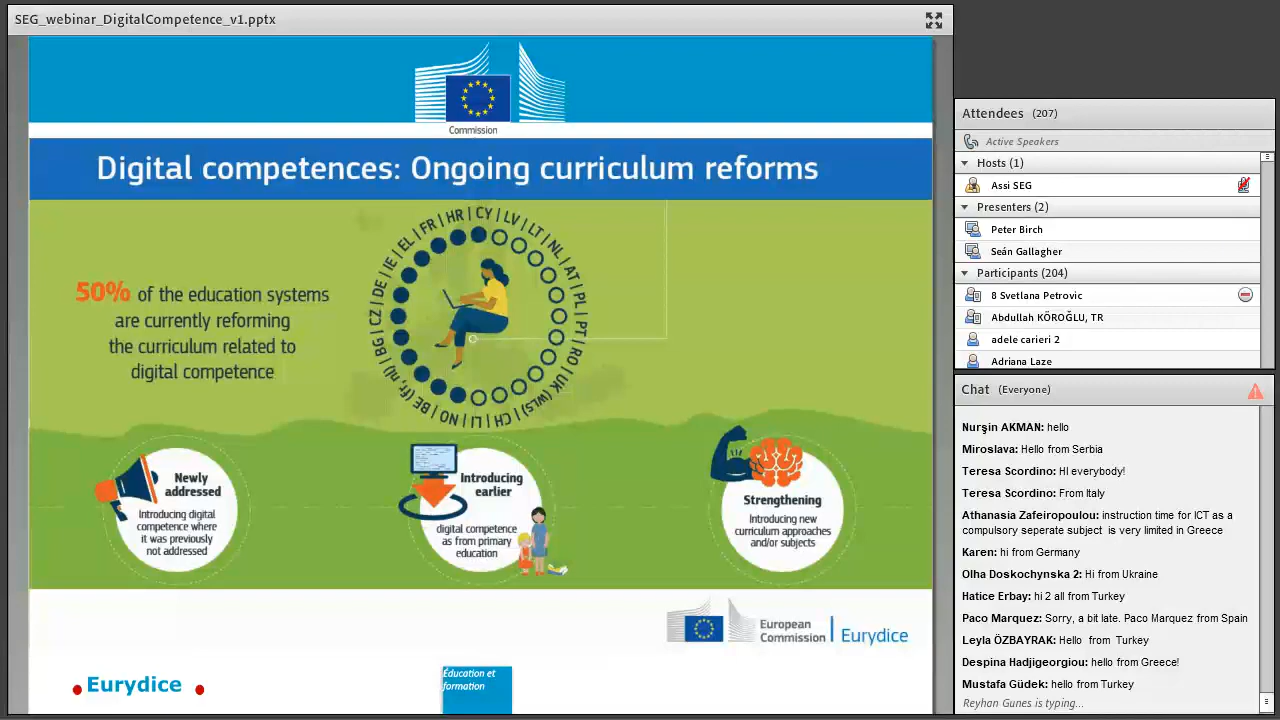 SEG_webinar_DigitalCompetence_v1.pptx
Commission
Digital competences: Ongoing curriculum reforms
50% of the education systems
are currently reforming
the curriculum related to
digital competence
BE (fr, nl) | BG | CZ | DE | IE | EL | FR | HR | CY | LV | LT | NL | AT | PL | PT | RO | UK (WLS) | CH | LI | NO |
Newly
addressed
Introducing digital
competence where
it was previously
not addressed
Introducing
earlier
digital competence
as from primary
education
Strengthening
Introducing new
curriculum approaches
and/or subjects
European
Commission
Eurydice
Eurydice
Éducation et
formation
Attendees (207)
Active Speakers
Hosts (1)
Assi SEG
Presenters (2)
Peter Birch
Seán Gallagher
Participants (204)
8 Svetlana Petrovic
Abdullah KÖROĞLU, TR
adele carieri 2
Adriana Laze
Chat (Everyone)
Nurşin AKMAN: hello
Miroslava: Hello from Serbia
Teresa Scordino: HI everybody!
Teresa Scordino: From Italy
Athanasia Zafeiropoulou: instruction time for ICT as a
compulsory seperate subject is very limited in Greece
Karen: hi from Germany
Olha Doskochynska 2: Hi from Ukraine
Hatice Erbay: hi 2 all from Turkey
Paco Marquez: Sorry, a bit late. Paco Marquez from Spain
Leyla ÖZBAYRAK: Hello from Turkey
Despina Hadjigeorgiou: hello from Greece!
Mustafa Güdek: hello from Turkey
Reyhan Gunes is typing...